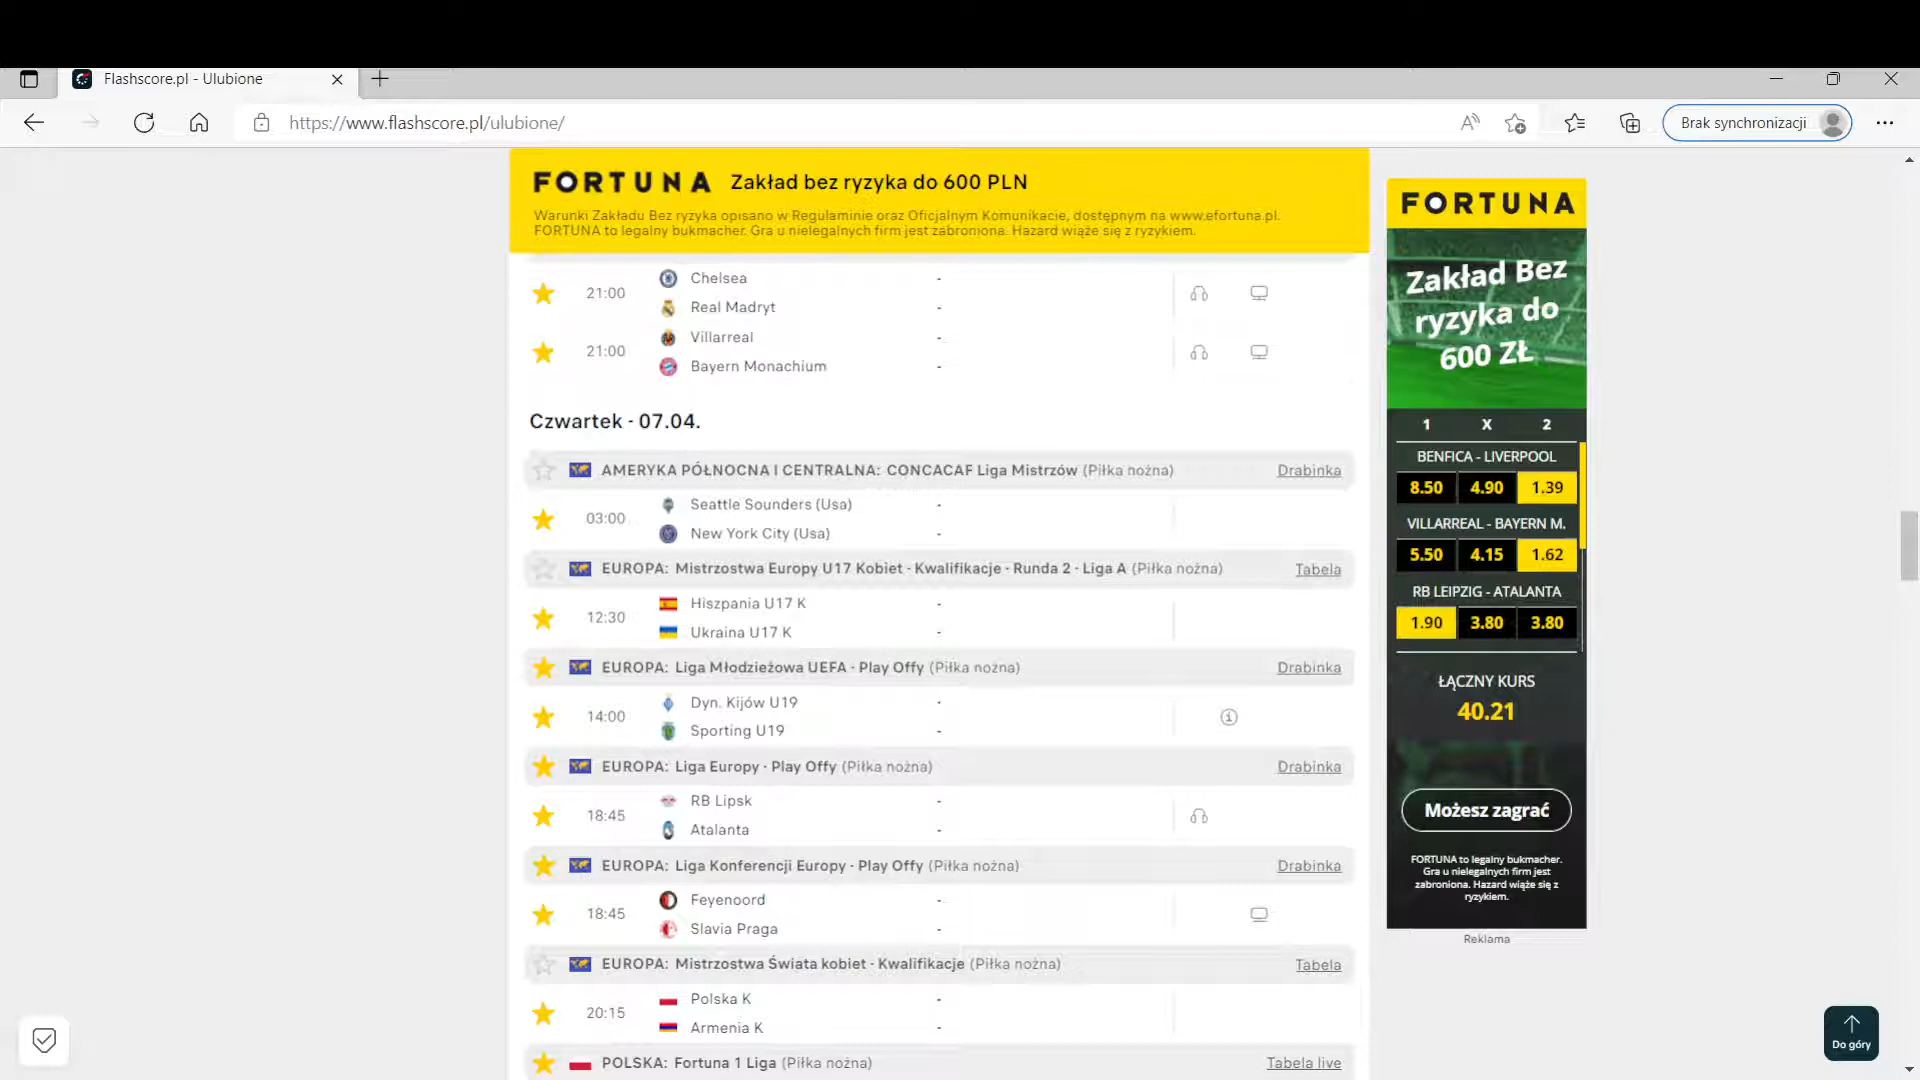 Flashscore.pl - Ulubione
https://www.flashscore.pl/ulubione/
Brak synchronizacji
FORTUNA Zakład bez ryzyka do 600 PLN
Warunki Zakładu Bez ryzyka opisano w Regulaminie oraz Oficjalnym Komunikacie, dostępnym na www.efortuna.pl.
FORTUNA to legalny bukmacher. Gra u nielegalnych firm jest zabroniona. Hazard wiąże się z ryzykiem.
21:00
Chelsea -
Real Madryt -
21:00
Villarreal -
Bayern Monachium -
Czwartek - 07.04.
AMERYKA PÓŁNOCNA I CENTRALNA: CONCACAF Liga Mistrzów (Piłka nożna) Drabinka
03:00
Seattle Sounders (Usa) -
New York City (Usa) -
EUROPA: Mistrzostwa Europy U17 Kobiet - Kwalifikacje - Runda 2 - Liga A (Piłka nożna) Tabela
12:30
Hiszpania U17 K -
Ukraina U17 K -
EUROPA: Liga Młodzieżowa UEFA - Play Offy (Piłka nożna) Drabinka
14:00
Dyn. Kijów U19 -
Sporting U19 -
EUROPA: Liga Europy - Play Offy (Piłka nożna) Drabinka
18:45
RB Lipsk -
Atalanta -
EUROPA: Liga Konferencji Europy - Play Offy (Piłka nożna) Drabinka
18:45
Feyenoord -
Slavia Praga -
EUROPA: Mistrzostwa Świata kobiet - Kwalifikacje (Piłka nożna) Tabela
20:15
Polska K -
Armenia K -
POLSKA: Fortuna 1 Liga (Piłka nożna) Tabela live
FORTUNA
Zakład Bez
ryzyka do
600 ZŁ
1 X 2
BENFICA - LIVERPOOL
8.50 4.90 1.39
VILLARREAL - BAYERN M.
5.50 4.15 1.62
RB LEIPZIG - ATALANTA
1.90 3.80 3.80
ŁĄCZNY KURS
40.21
Możesz zagrać
FORTUNA to legalny bukmacher.
Gra u nielegalnych firm jest
zabroniona. Hazard wiąże się z
ryzykiem.
Reklama
Do góry